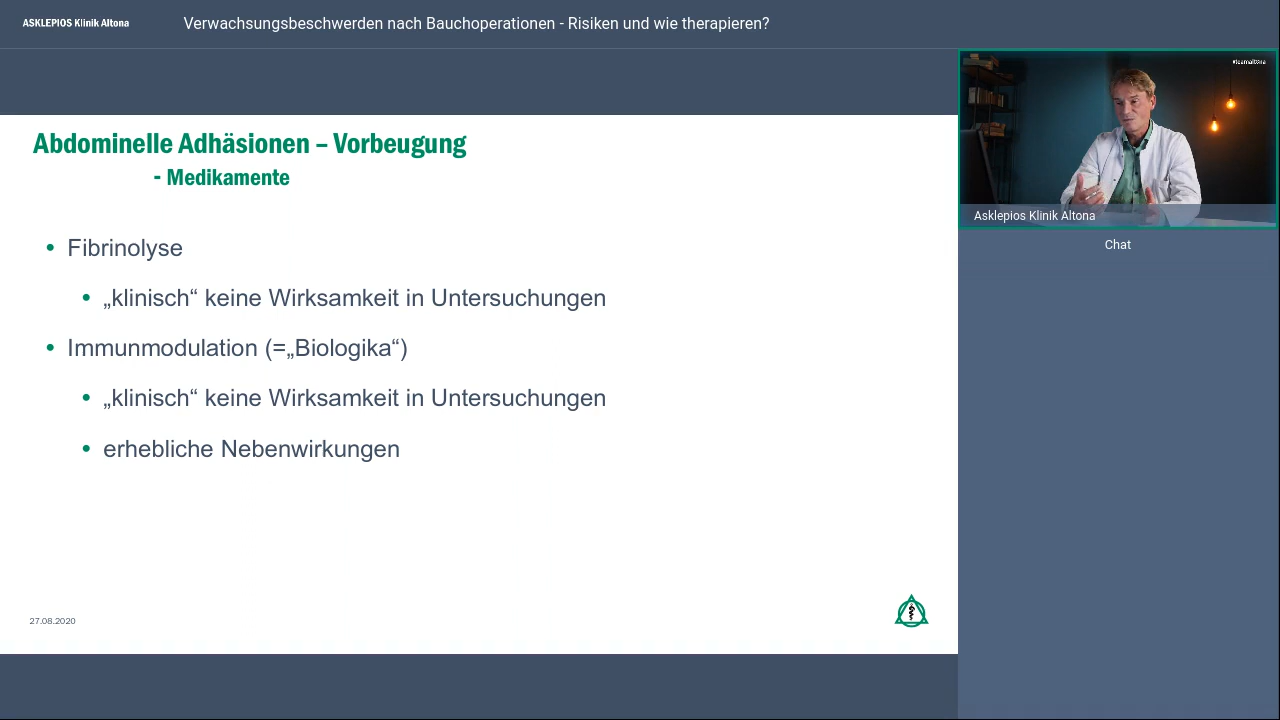 ASKLEPIOS Klinik Altona
Verwachsungsbeschwerden nach Bauchoperationen - Risiken und wie therapieren?
#teamaltona
Abdominelle Adhäsionen – Vorbeugung
- Medikamente
• Fibrinolyse
• „klinisch“ keine Wirksamkeit in Untersuchungen
• Immunmodulation (=„Biologika“)
• „klinisch“ keine Wirksamkeit in Untersuchungen
• erhebliche Nebenwirkungen
27.08.2020
Asklepios Klinik Altona
Chat